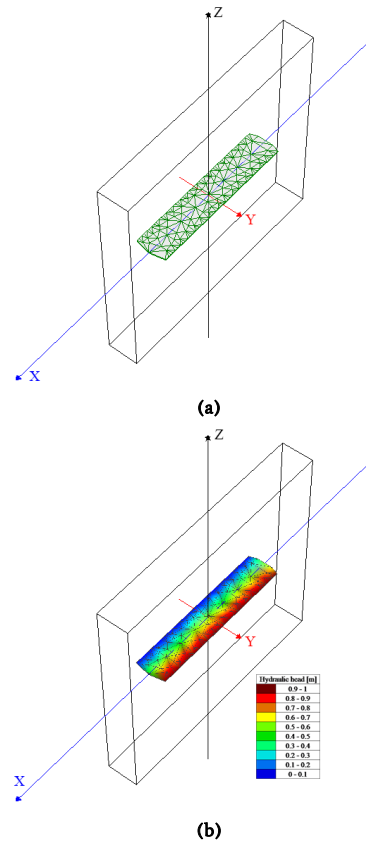 Z
Y
X
(a)
Z
Y
Hydraulic head [m]
0.9 - 1
0.8 - 0.9
0.7 - 0.8
0.6 - 0.7
0.5 - 0.6
0.4 - 0.5
0.3 - 0.4
0.2 - 0.3
0.1 - 0.2
0 - 0.1
X
(b)